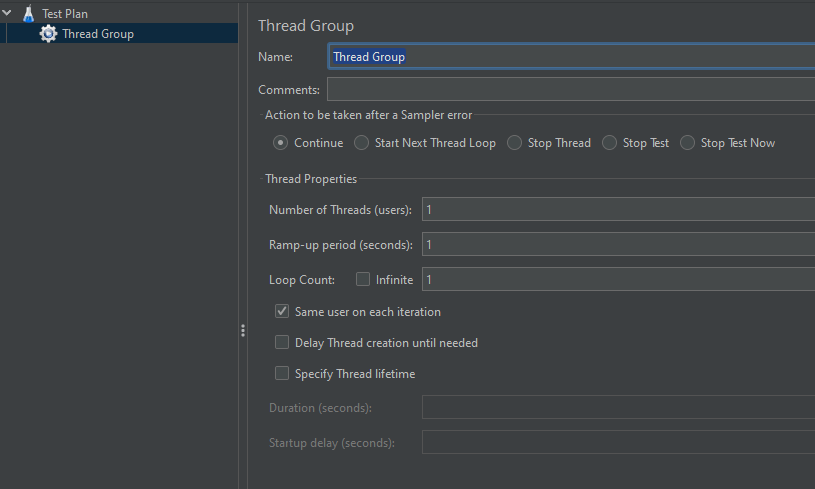 Test Plan
Thread Group
Thread Group
Name: Thread Group
Comments:
Action to be taken after a Sampler error
Continue Start Next Thread Loop Stop Thread Stop Test Stop Test Now
Thread Properties
Number of Threads (users): 1
Ramp-up period (seconds): 1
Loop Count: Infinite 1
Same user on each iteration
Delay Thread creation until needed
Specify Thread lifetime
Duration (seconds):
Startup delay (seconds):